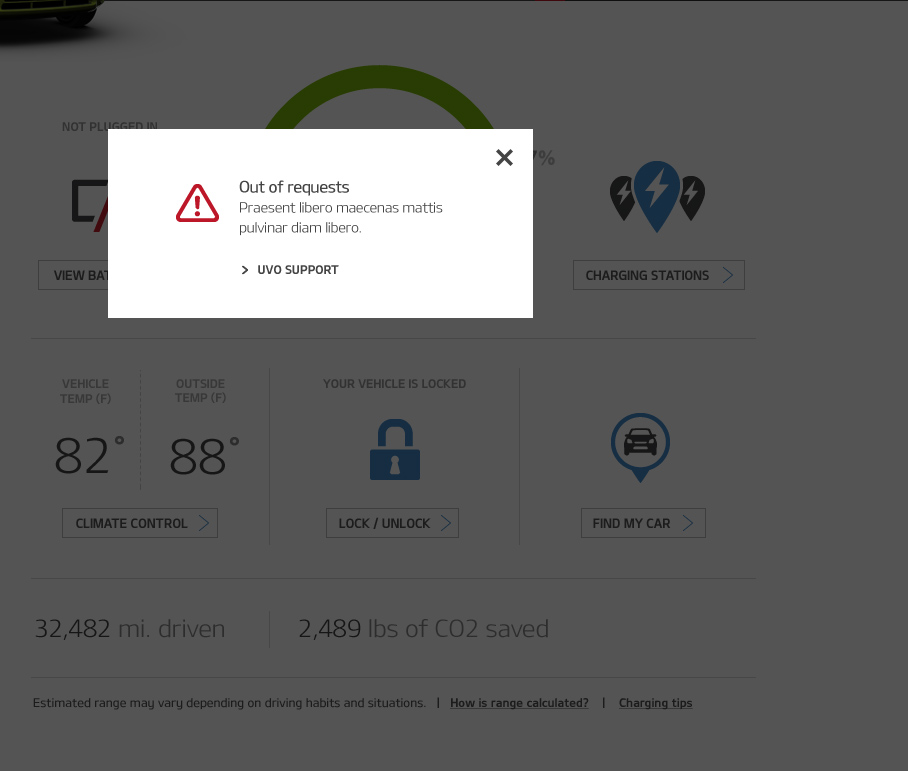 NOT PLUGGED IN
7%
Out of requests
Praesent libero maecenas mattis
pulvinar diam libero.
UVO SUPPORT
VIEW BAT
CHARGING STATIONS
VEHICLE
TEMP (F)
OUTSIDE
TEMP (F)
YOUR VEHICLE IS LOCKED
82°
88°
CLIMATE CONTROL
LOCK / UNLOCK
FIND MY CAR
32,482 mi. driven
2,489 lbs of CO2 saved
Estimated range may vary depending on driving habits and situations. | How is range calculated? | Charging tips